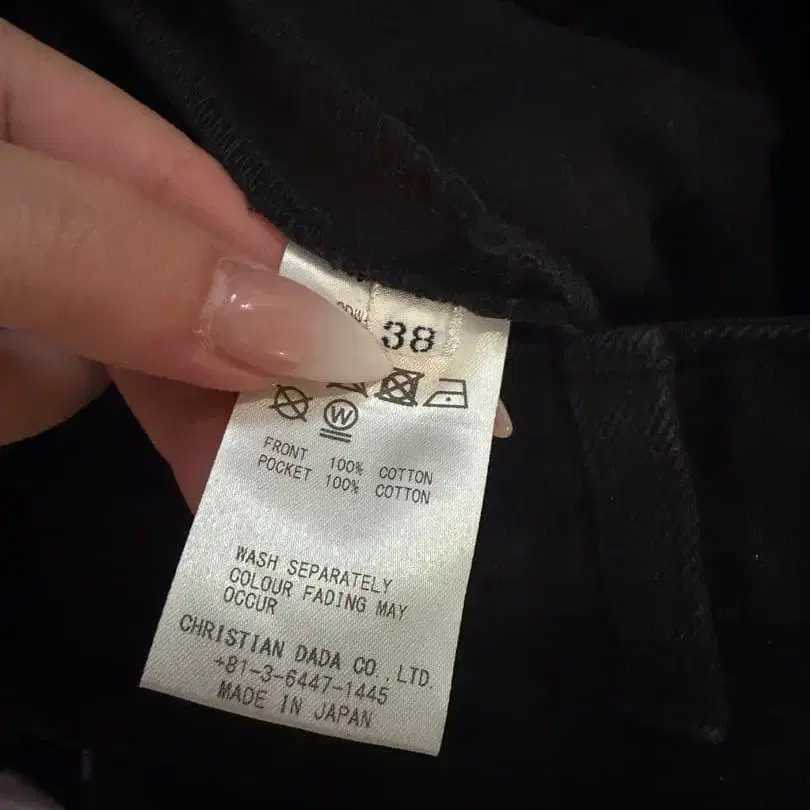 38
W
FRONT 100% COTTON
POCKET 100% COTTON
WASH SEPARATELY
COLOUR FADING MAY
OCCUR
CHRISTIAN DADA CO., LTD.
+81-3-6447-1445
MADE IN JAPAN